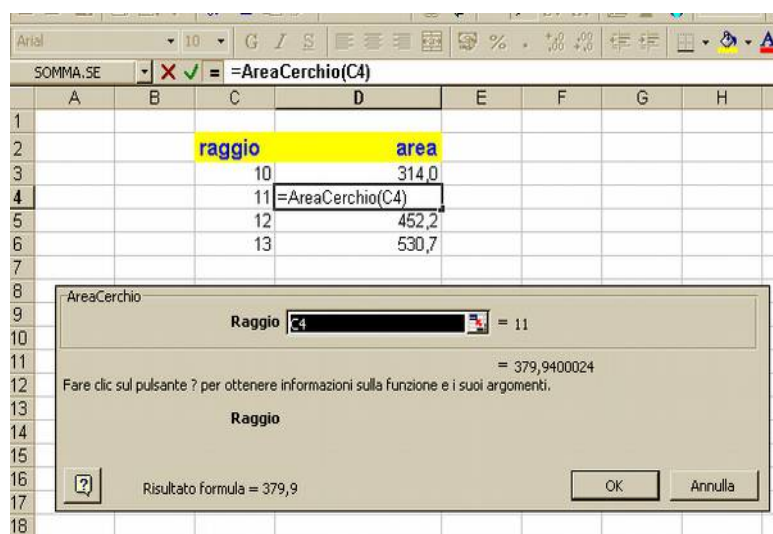 Arial 10 G I S % ,00
SOMMA.SE = =AreaCerchio(C4)
A B C D E F G H
1
2 raggio area
3 10 314,0
4 11 =AreaCerchio(C4)
5 12 452,2
6 13 530,7
7
8
AreaCerchio
9 Raggio C4 = 11
10
11 = 379,9400024
12 Fare clic sul pulsante ? per ottenere informazioni sulla funzione e i suoi argomenti.
13 Raggio
14
15
16 ? Risultato formula = 379,9 OK Annulla
17
18